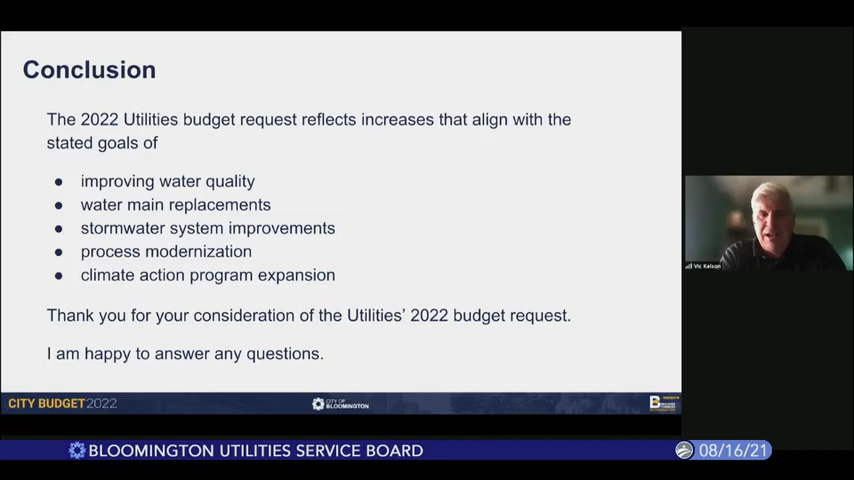 Conclusion
The 2022 Utilities budget request reflects increases that align with the
stated goals of
● improving water quality
● water main replacements
● stormwater system improvements
● process modernization
● climate action program expansion
Thank you for your consideration of the Utilities' 2022 budget request.
I am happy to answer any questions.
Vic Kelson
CITY BUDGET 2022
CITY OF
BLOOMINGTON
B
BLOOMINGTON UTILITIES SERVICE BOARD
08/16/21